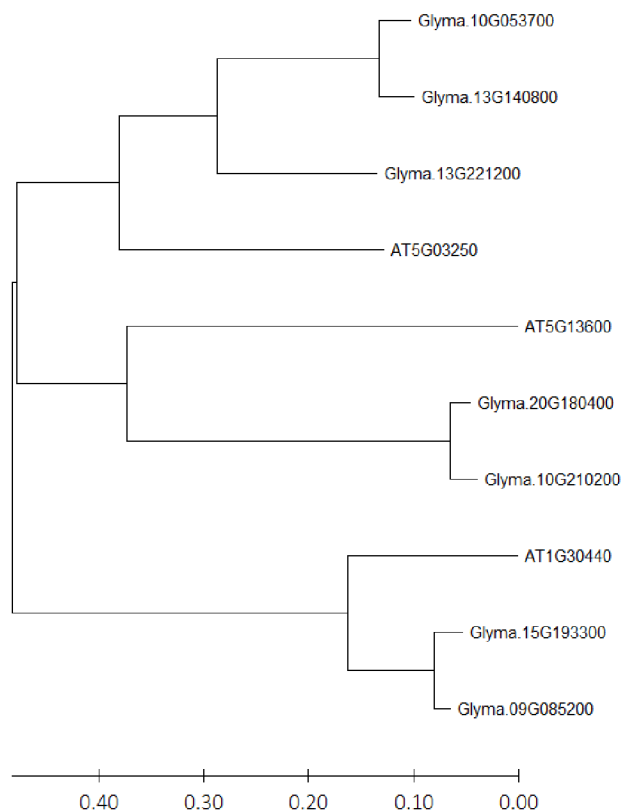 Glyma.10G053700
Glyma.13G140800
Glyma.13G221200
AT5G03250
AT5G13600
Glyma.20G180400
Glyma.10G210200
AT1G30440
Glyma.15G193300
Glyma.09G085200
0.40 0.30 0.20 0.10 0.00